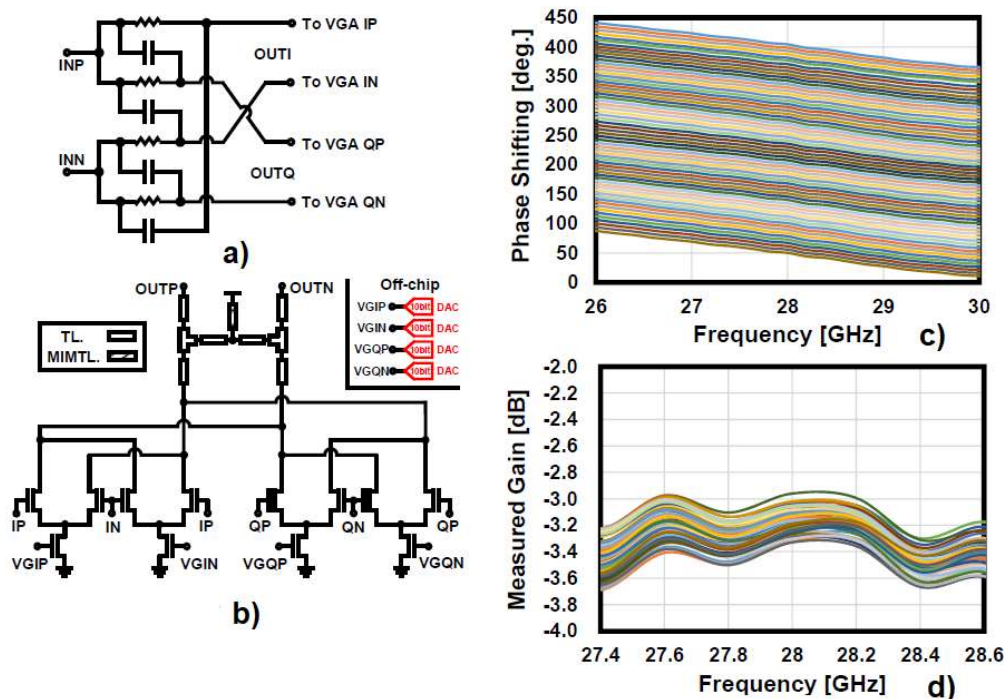 INP
INN
To VGA IP
OUTI
To VGA IN
To VGA QP
OUTQ
To VGA QN
a)
OUTP
OUTN
TL.
MIMTL.
Off-chip
VGIP 10bit DAC
VGIN 10bit DAC
VGQP 10bit DAC
VGQN 10bit DAC
IP
IN
IP
QP
QN
QP
VGIP
VGIN
VGQP
VGQN
b)
Phase Shifting [deg.]
450
400
350
300
250
200
150
100
50
0
26 27 28 29 30
Frequency [GHz]
c)
Measured Gain [dB]
-2.0
-2.2
-2.4
-2.6
-2.8
-3.0
-3.2
-3.4
-3.6
-3.8
-4.0
27.4 27.6 27.8 28 28.2 28.4 28.6
Frequency [GHz]
d)